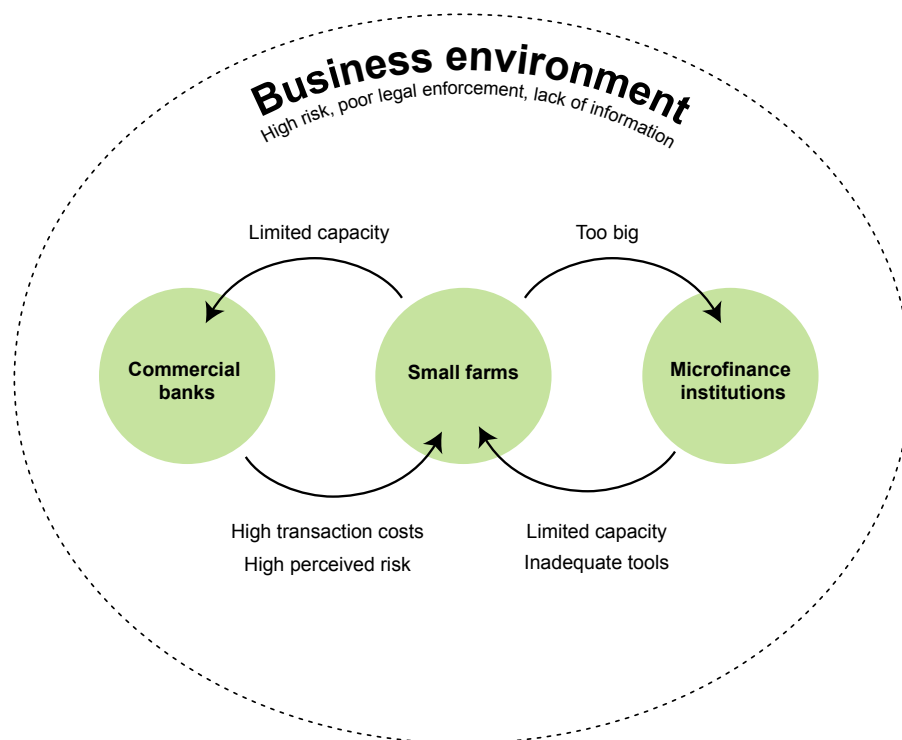 Business environment
High risk, poor legal enforcement, lack of information
Limited capacity
Too big
Commercial
banks
Small farms
Microfinance
institutions
High transaction costs
High perceived risk
Limited capacity
Inadequate tools